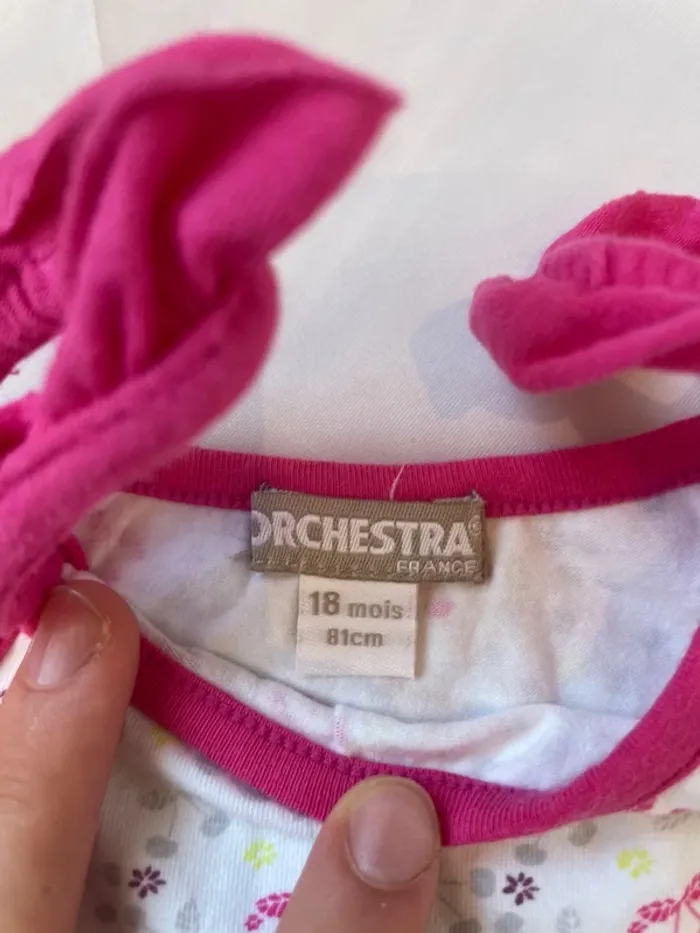 ORCHESTRA
FRANCE
18 mois
81cm